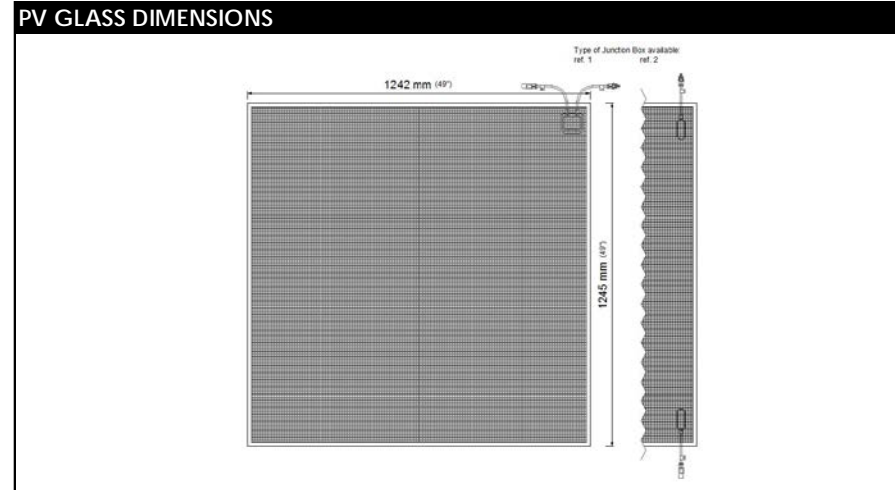 PV GLASS DIMENSIONS
Type of Junction Box available:
ref. 1 ref. 2
1242 mm (49")
1245 mm (49")